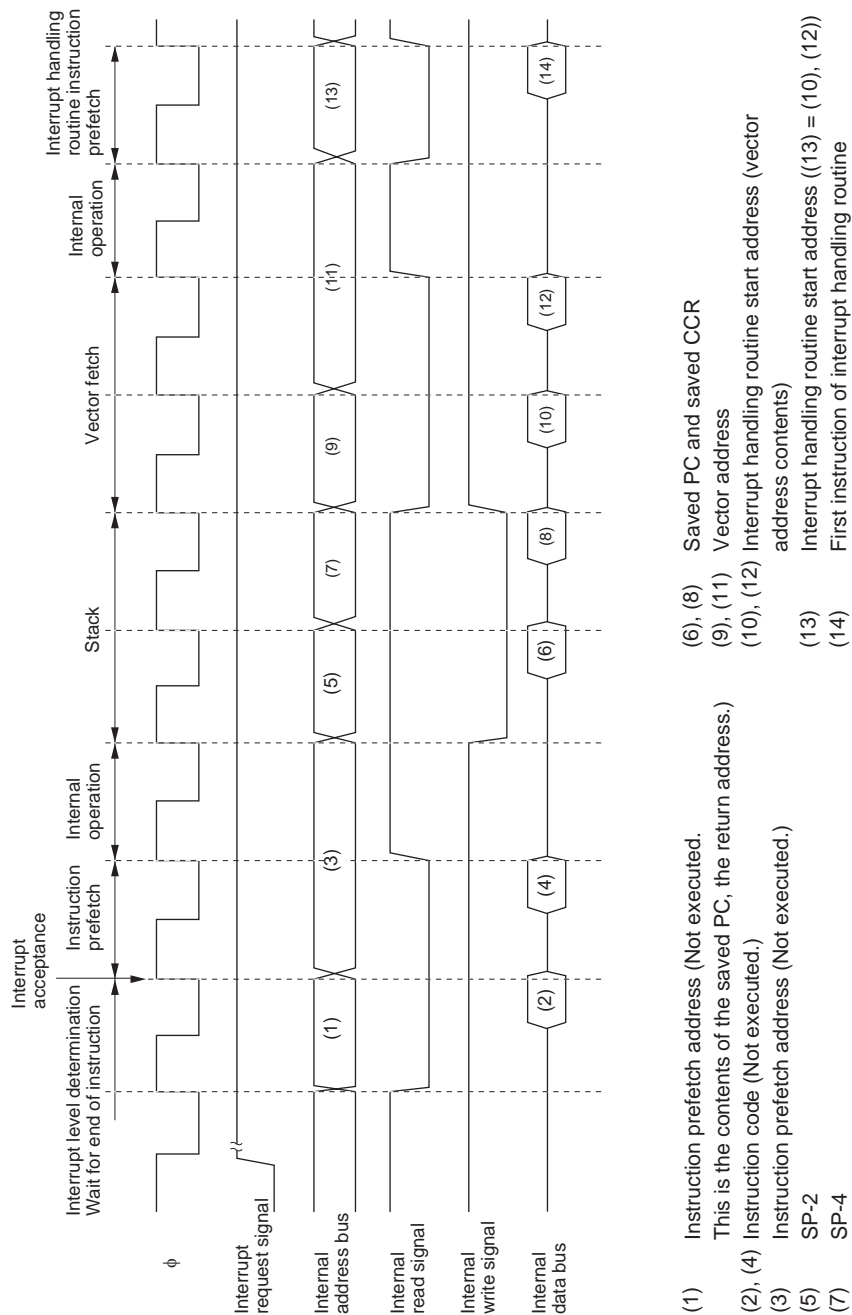 Interrupt
acceptance
Interrupt level determination
Wait for end of instruction
Instruction
prefetch
Internal
operation
Stack
Vector fetch
Internal
operation
Interrupt handling
routine instruction
prefetch
φ
Interrupt
request signal
Internal
address bus
(1)
(3)
(5)
(7)
(9)
(11)
(13)
Internal
read signal
Internal
write signal
Internal
data bus
(2)
(4)
(6)
(8)
(10)
(12)
(14)
(1) Instruction prefetch address (Not executed.
This is the contents of the saved PC, the return address.)
(2), (4) Instruction code (Not executed.)
(3) Instruction prefetch address (Not executed.)
(5) SP-2
(7) SP-4
(6), (8) Saved PC and saved CCR
(9), (11) Vector address
(10), (12) Interrupt handling routine start address (vector
address contents)
(13) Interrupt handling routine start address ((13) = (10), (12))
(14) First instruction of interrupt handling routine